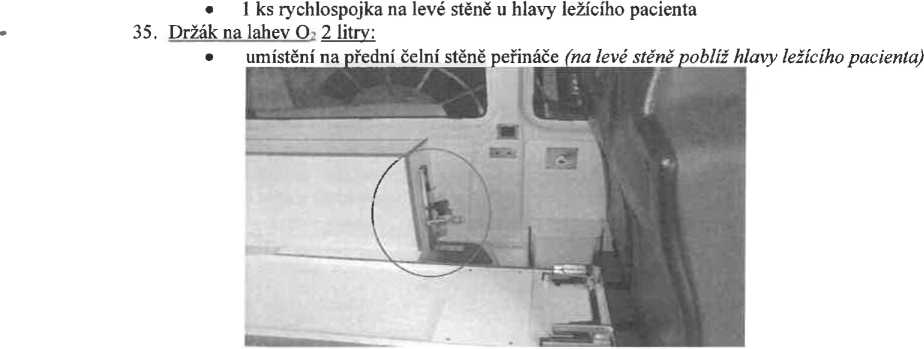 • 1 ks rychlospojka na levé stěně u hlavy ležícího pacienta
35. Držák na lahev O₂ 2 litry:
• umístění na přední čelní stěně peřináče (na levé stěně poblíž hlavy ležícího pacienta)